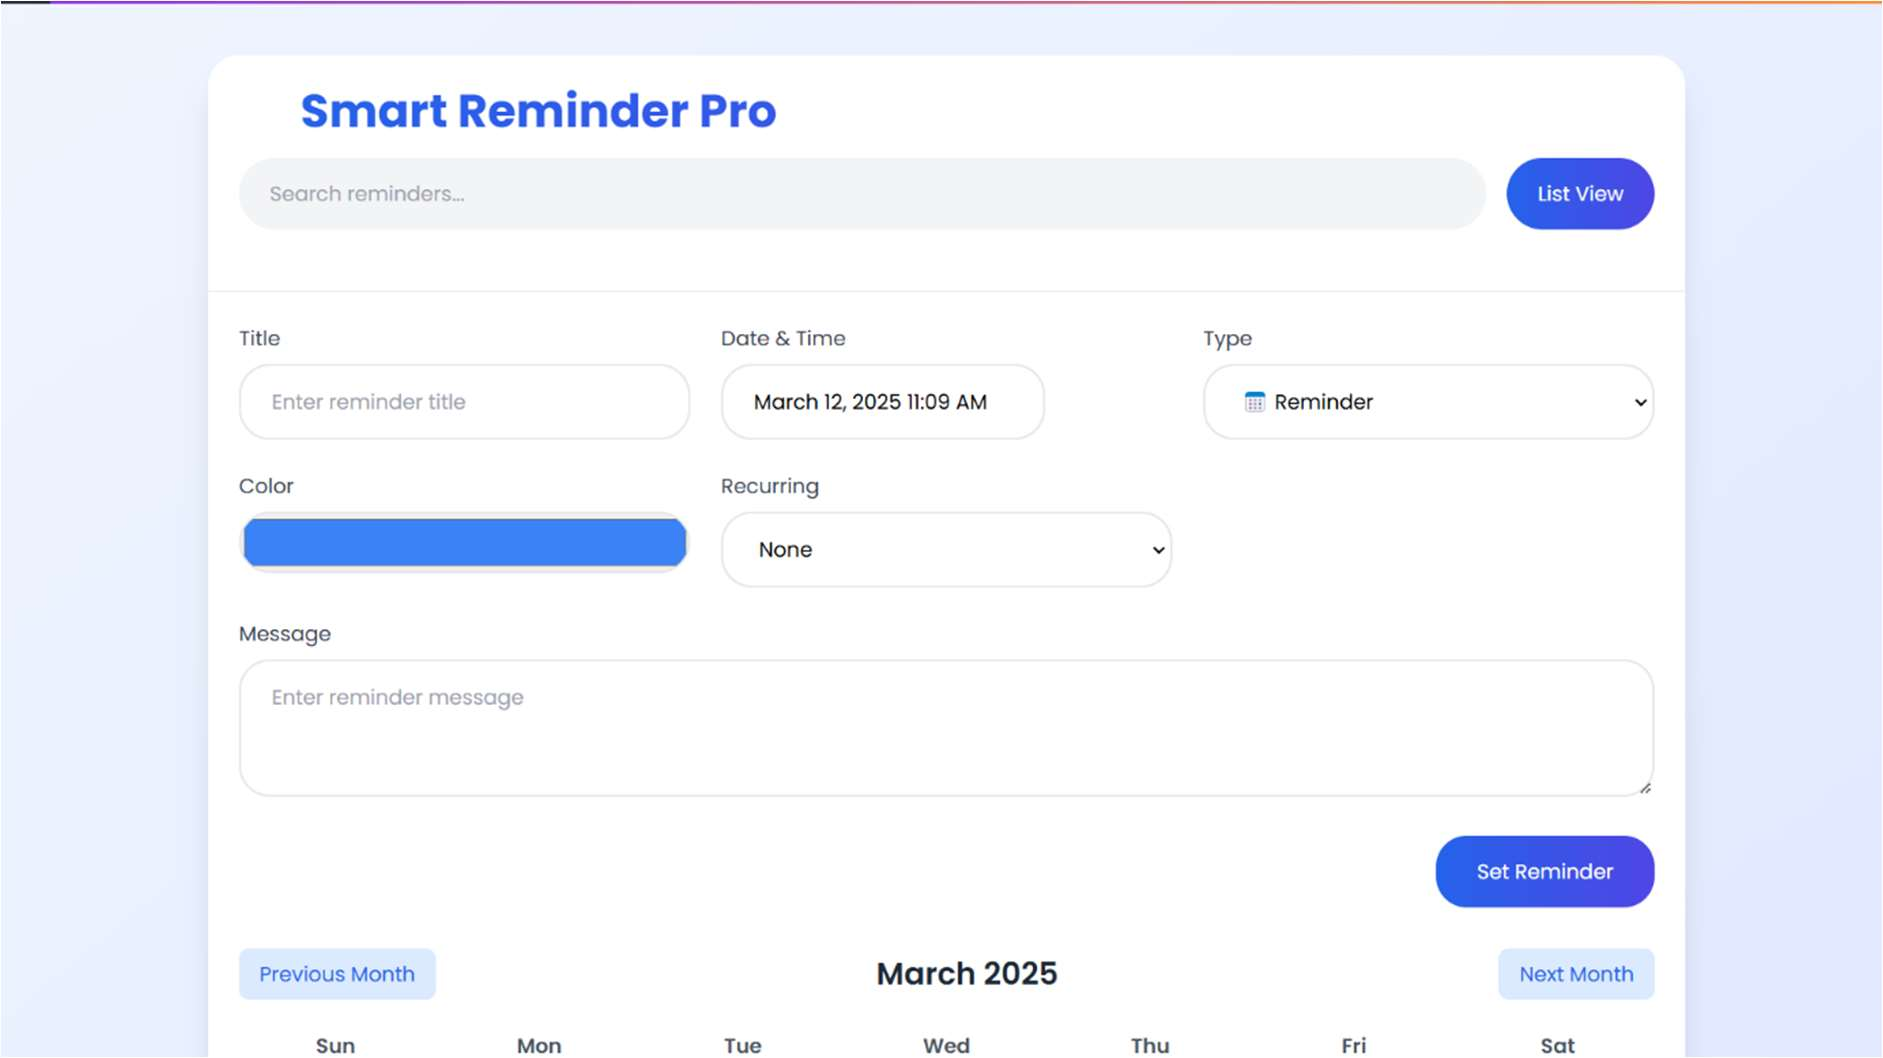 Smart Reminder Pro
Search reminders...
List View
Title
Date & Time
Type
Enter reminder title
March 12, 2025 11:09 AM
Reminder
Color
Recurring
None
Message
Enter reminder message
Set Reminder
Previous Month
March 2025
Next Month
Sun Mon Tue Wed Thu Fri Sat